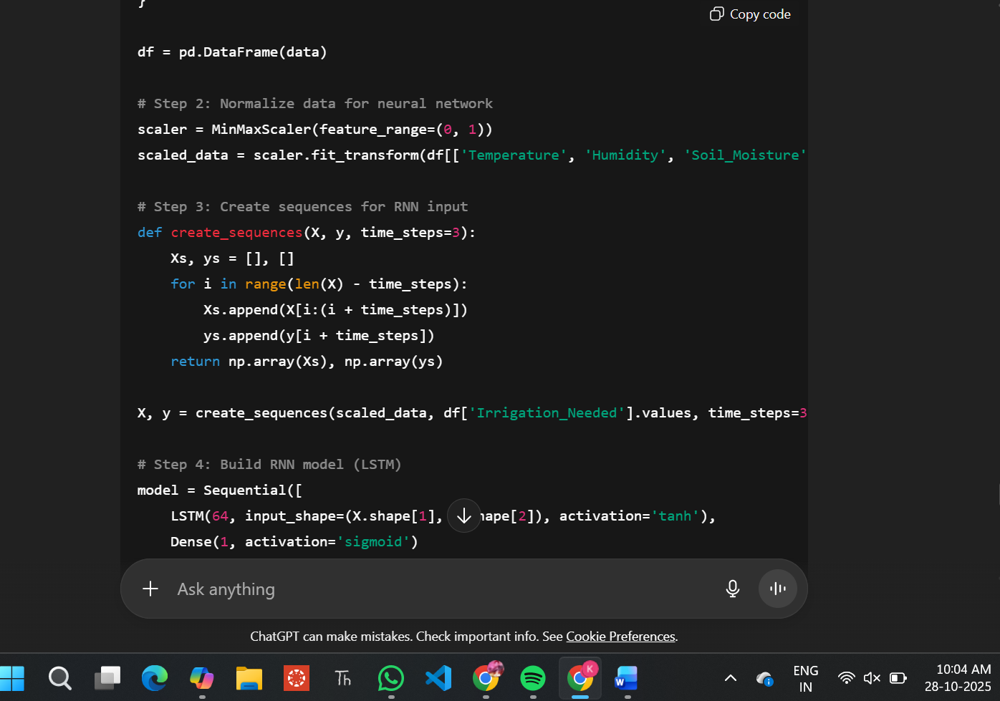 }
Copy code
df = pd.DataFrame(data)
# Step 2: Normalize data for neural network
scaler = MinMaxScaler(feature_range=(0, 1))
scaled_data = scaler.fit_transform(df[['Temperature', 'Humidity', 'Soil_Moisture'
# Step 3: Create sequences for RNN input
def create_sequences(X, y, time_steps=3):
    Xs, ys = [], []
    for i in range(len(X) - time_steps):
        Xs.append(X[i:(i + time_steps)])
        ys.append(y[i + time_steps])
    return np.array(Xs), np.array(ys)
X, y = create_sequences(scaled_data, df['Irrigation_Needed'].values, time_steps=3
# Step 4: Build RNN model (LSTM)
model = Sequential([
    LSTM(64, input_shape=(X.shape[1], hape[2]), activation='tanh'),
    Dense(1, activation='sigmoid')
Ask anything
ChatGPT can make mistakes. Check important info. See Cookie Preferences.
Th
K
W
ENG
IN
10:04 AM
28-10-2025